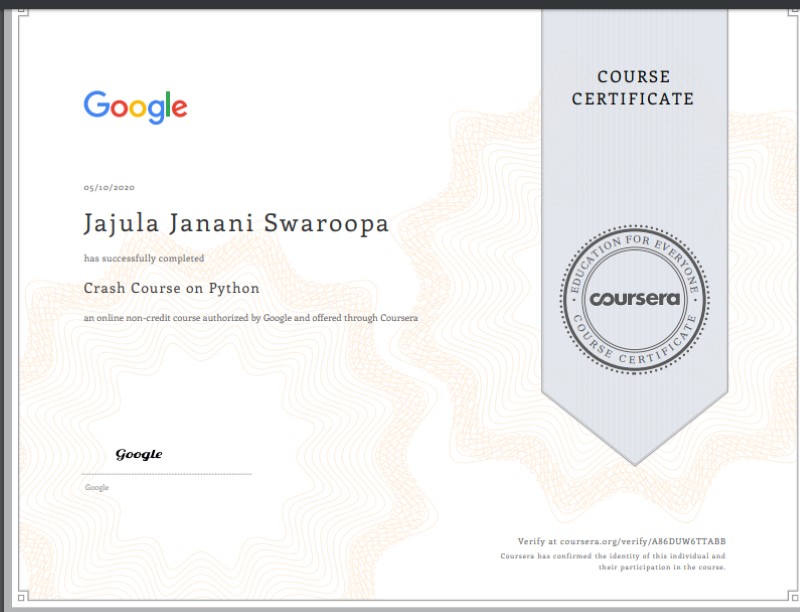 COURSE
CERTIFICATE
Google
05/10/2020
Jajula Janani Swaroopa
has successfully completed
Crash Course on Python
an online non-credit course authorized by Google and offered through Coursera
EDUCATION FOR EVERYONE
coursera
COURSE CERTIFICATE
Google
Google
Verify at coursera.org/verify/A86DUW6TTABB
Coursera has confirmed the identity of this individual and
their participation in the course.